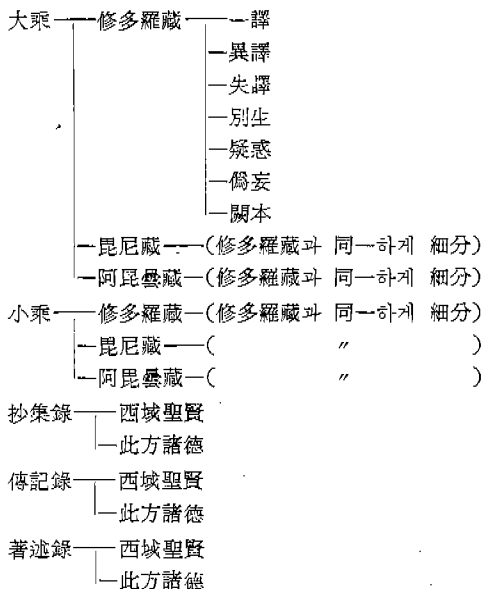 大乘 修多羅藏 一譯
異譯
失譯
別生
疑惑
僞妄
闕本
毘尼藏 (修多羅藏과 同一하게 細分)
阿毘曇藏 (修多羅藏과 同一하게 細分)
小乘 修多羅藏 (修多羅藏과 同一하게 細分)
毘尼藏 ( 〃 )
阿毘曇藏 ( 〃 )
抄集錄 西域聖賢
此方諸德
傳記錄 西域聖賢
此方諸德
著述錄 西域聖賢
此方諸德